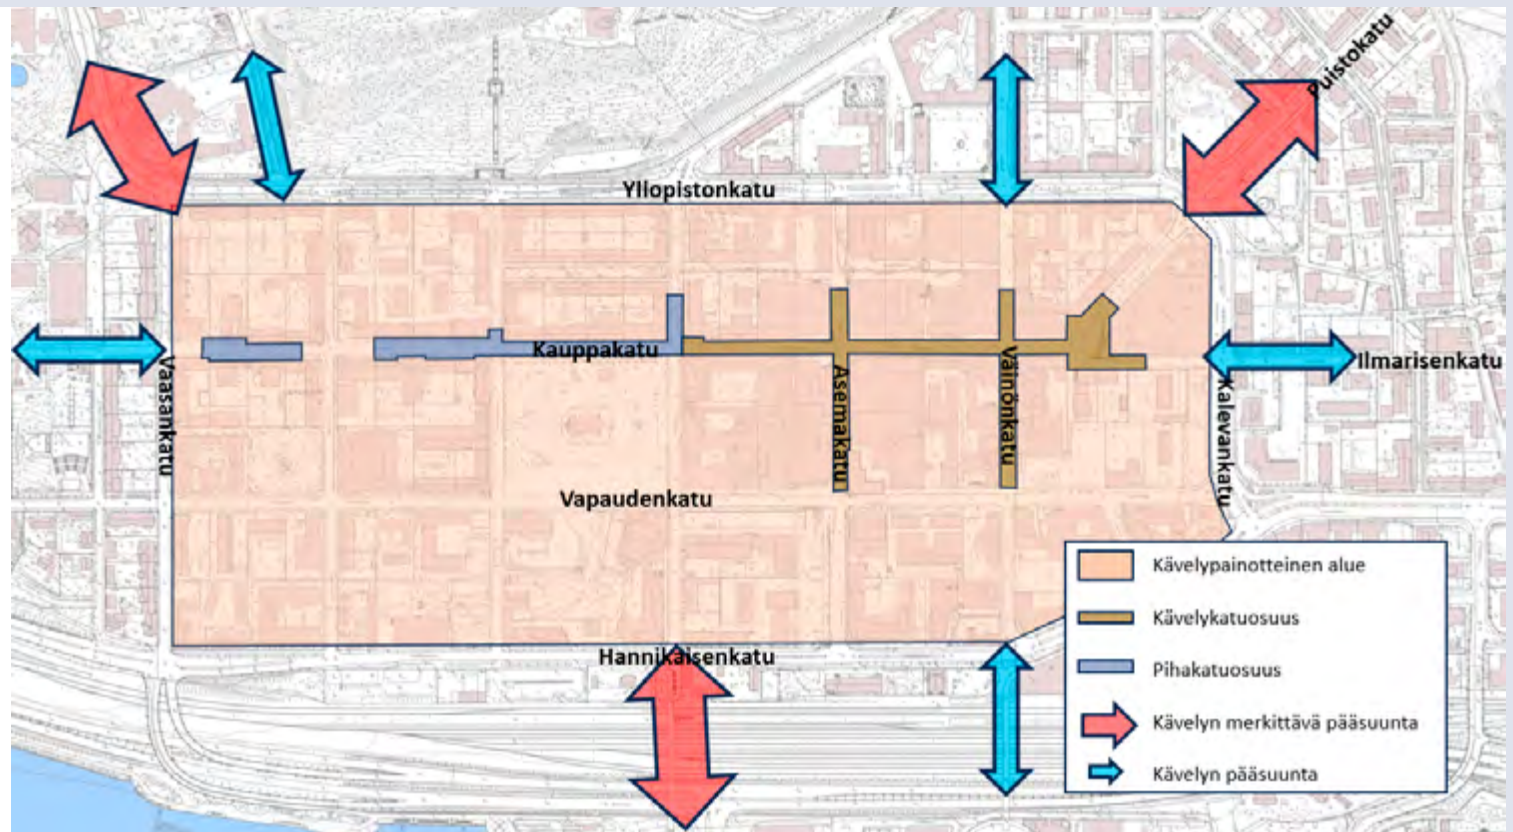 Puistokatu
Yliopistonkatu
Kauppakatu
Ilmarisenkatu
Vaasankatu
Asemakatu
Väinönkatu
Kalevankatu
Vapaudenkatu
Hannikaisenkatu
Kävelypainotteinen alue
Kävelykatuosuus
Pihakatuosuus
Kävelyn merkittävä pääsuunta
Kävelyn pääsuunta